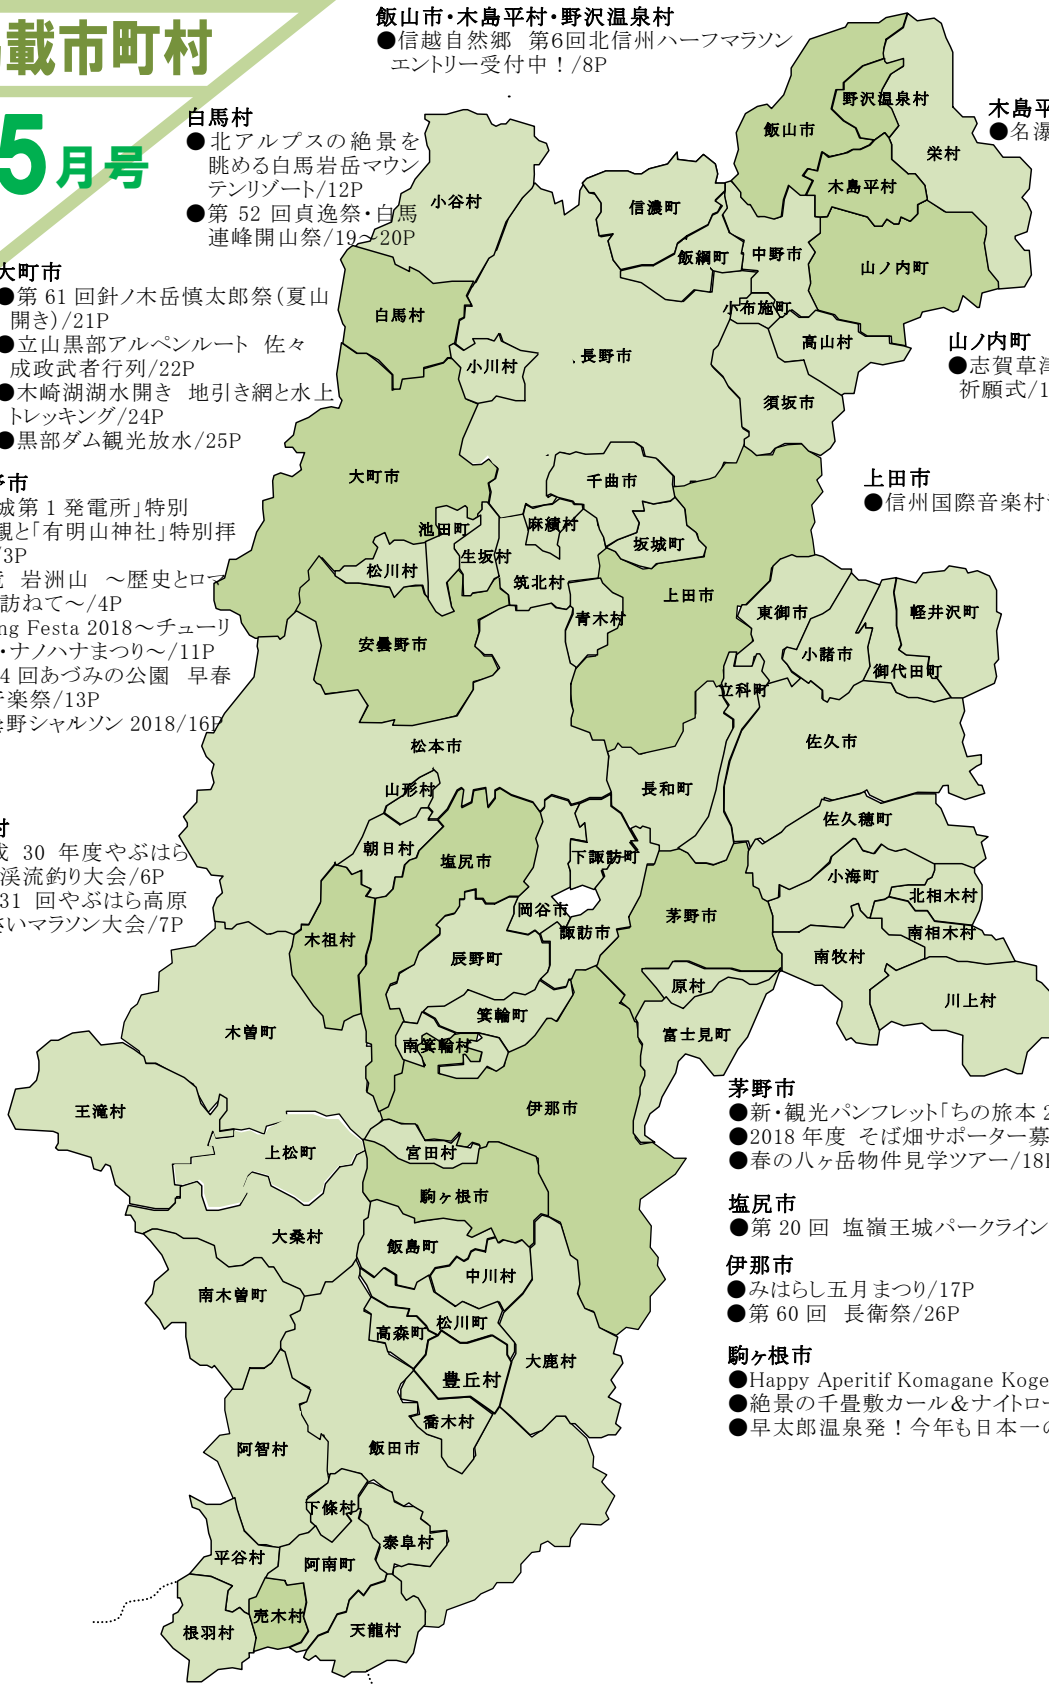 載市町村
5月号
飯山市・木島平村・野沢温泉村
●信越自然郷 第6回北信州ハーフマラソン
エントリー受付中！/8P
白馬村
●北アルプスの絶景を
眺める白馬岩岳マウン
テンリゾート/12P
●第 52 回貞逸祭・白馬
連峰開山祭/19～20P
大町市
●第 61 回針ノ木岳慎太郎祭（夏山
開き）/21P
●立山黒部アルペンルート 佐々
成政武者行列/22P
●木崎湖湖水開き 地引き網と水上
トレッキング/24P
●黒部ダム観光放水/25P
野市
城第 1 発電所」特別
観と「有明山神社」特別拝
/3P
岩洲山 ～歴史とロマ
訪ねて～/4P
ng Festa 2018～チューリ
・ナノハナまつり～/11P
4 回あづみの公園 早春
音楽祭/13P
曇野シャルソン 2018/16P
村
成 30 年度やぶはら
渓流釣り大会/6P
31 回やぶはら高原
さいマラソン大会/7P
木島平
●名瀑
山ノ内町
●志賀草津
祈願式/1
上田市
●信州国際音楽村
茅野市
●新・観光パンフレット「ちの旅本 2
●2018 年度 そば畑サポーター募
●春の八ヶ岳物件見学ツアー/18P
塩尻市
●第 20 回 塩嶺王城パークライン
伊那市
●みはらし五月まつり/17P
●第 60 回 長衛祭/26P
駒ヶ根市
●Happy Aperitif Komagane Koge
●絶景の千畳敷カール＆ナイトロー
●早太郎温泉発！今年も日本一の
野沢温泉村
飯山市
栄村
木島平村
小谷村
信濃町
飯綱町
中野市
山ノ内町
白馬村
小布施町
高山村
長野市
小川村
須坂市
大町市
千曲市
池田町
麻績村
坂城町
生坂村
松川村
筑北村
上田市
青木村
東御市
軽井沢町
安曇野市
小諸市
御代田町
立科町
松本市
佐久市
山形村
長和町
佐久穂町
朝日村
塩尻市
下諏訪町
小海町
北相木村
岡谷市
茅野市
諏訪市
南相木村
木祖村
辰野町
南牧村
原村
川上村
箕輪町
木曽町
南箕輪村
富士見町
王滝村
伊那市
上松町
宮田村
駒ヶ根市
大桑村
飯島町
中川村
南木曽町
松川町
高森町
大鹿村
豊丘村
喬木村
阿智村
飯田市
下條村
泰阜村
平谷村
阿南町
売木村
根羽村
天龍村